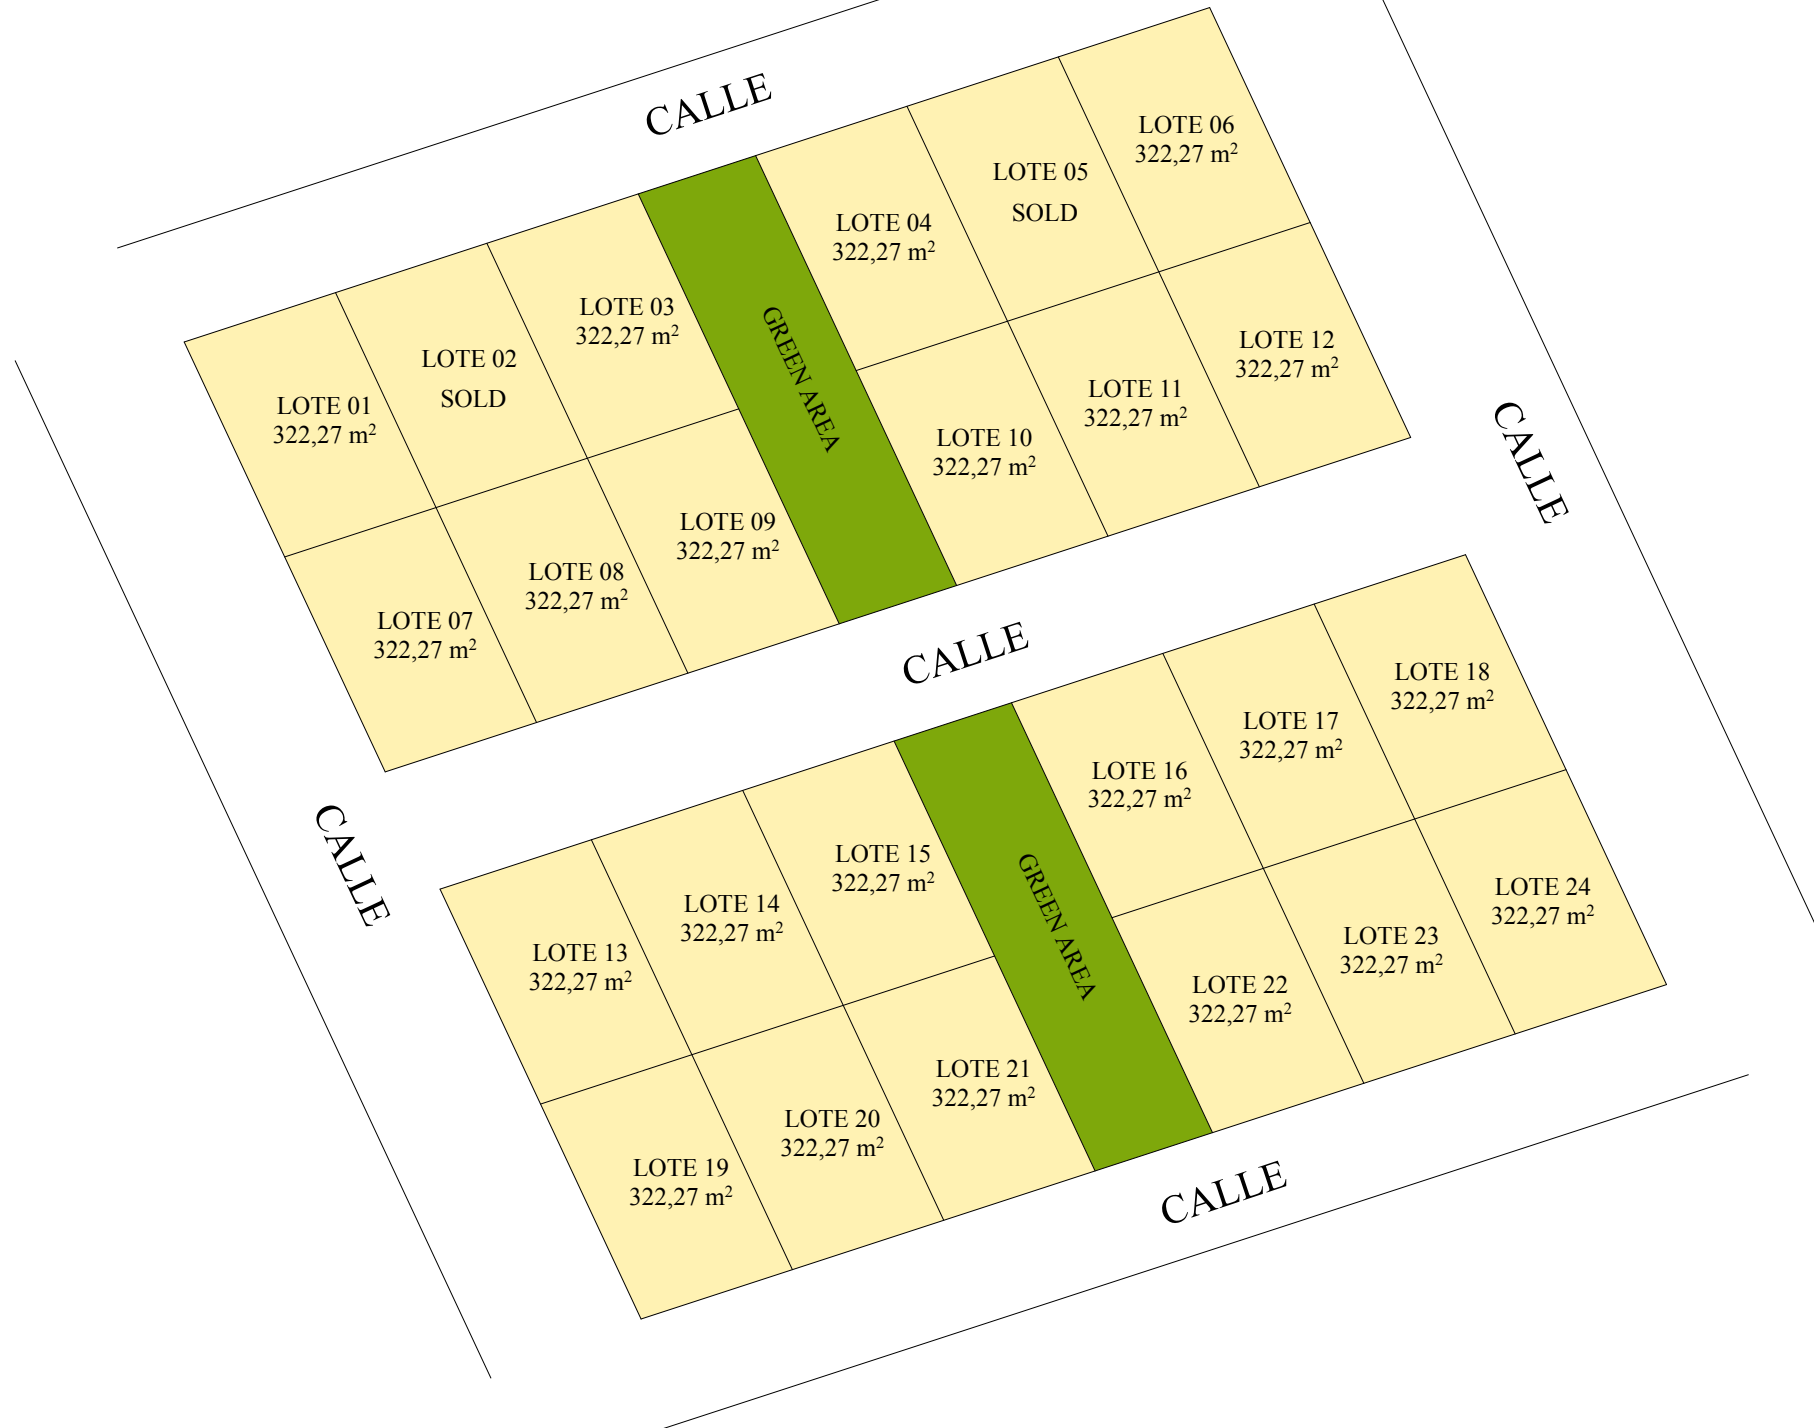 CALLE
LOTE 01
322,27 m²
LOTE 02
SOLD
LOTE 03
322,27 m²
GREEN AREA
LOTE 04
322,27 m²
LOTE 05
SOLD
LOTE 06
322,27 m²
LOTE 07
322,27 m²
LOTE 08
322,27 m²
LOTE 09
322,27 m²
LOTE 10
322,27 m²
LOTE 11
322,27 m²
LOTE 12
322,27 m²
CALLE
CALLE
CALLE
LOTE 13
322,27 m²
LOTE 14
322,27 m²
LOTE 15
322,27 m²
GREEN AREA
LOTE 16
322,27 m²
LOTE 17
322,27 m²
LOTE 18
322,27 m²
LOTE 19
322,27 m²
LOTE 20
322,27 m²
LOTE 21
322,27 m²
LOTE 22
322,27 m²
LOTE 23
322,27 m²
LOTE 24
322,27 m²
CALLE